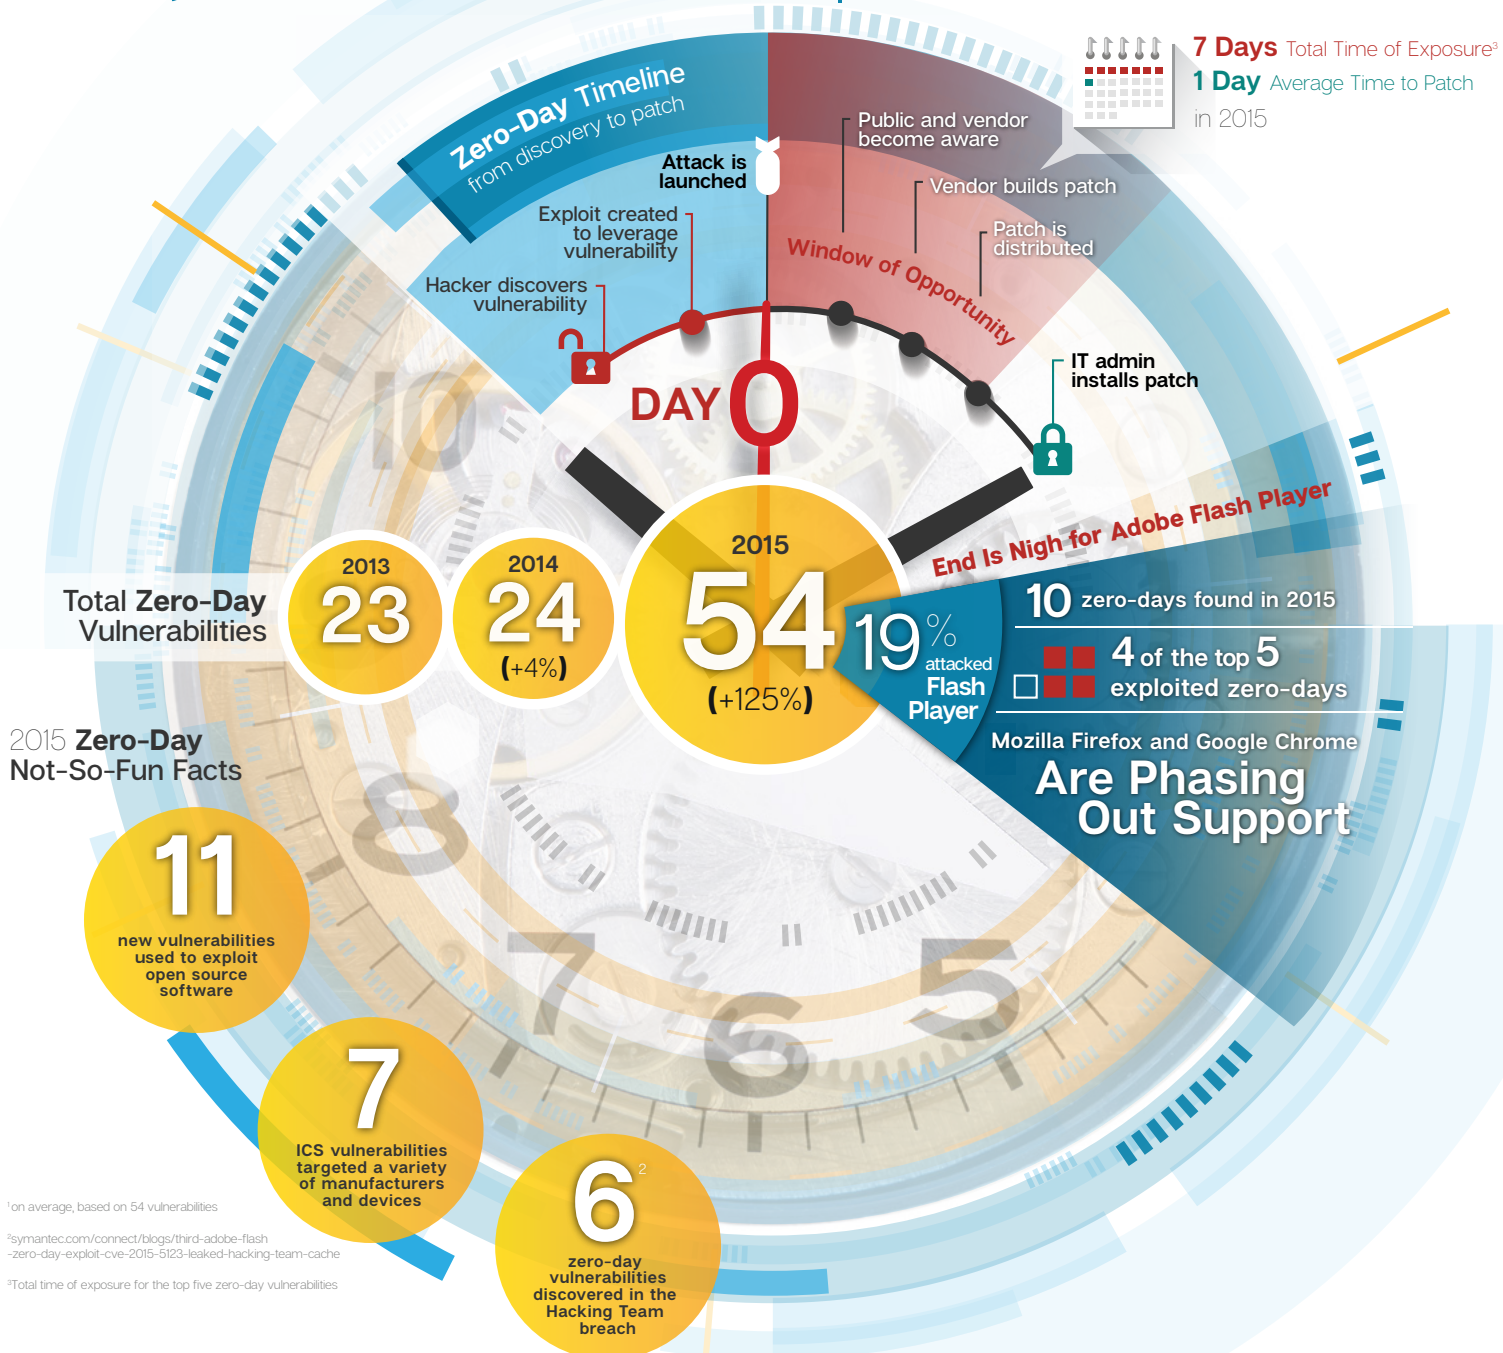 Zero-Day Timeline
from discovery to patch
7 Days Total Time of Exposure³
1 Day Average Time to Patch
in 2015
Attack is
launched
Exploit created
to leverage
vulnerability
Hacker discovers
vulnerability
Public and vendor
become aware
Vendor builds patch
Patch is
distributed
Window of Opportunity
IT admin
installs patch
DAY 0
10
Total Zero-Day
Vulnerabilities
2013
23
2014
24
(+4%)
2015
54
(+125%)
End Is Nigh for Adobe Flash Player
19%
attacked
Flash
Player
10 zero-days found in 2015
4 of the top 5
exploited zero-days
Mozilla Firefox and Google Chrome
Are Phasing
Out Support
2015 Zero-Day
Not-So-Fun Facts
8
7
6
5
11
new vulnerabilities
used to exploit
open source
software
7
ICS vulnerabilities
targeted a variety
of manufacturers
and devices
6²
zero-day
vulnerabilities
discovered in the
Hacking Team
breach
¹on average, based on 54 vulnerabilities
²symantec.com/connect/blogs/third-adobe-flash
-zero-day-exploit-cve-2015-5123-leaked-hacking-team-cache
³Total time of exposure for the top five zero-day vulnerabilities